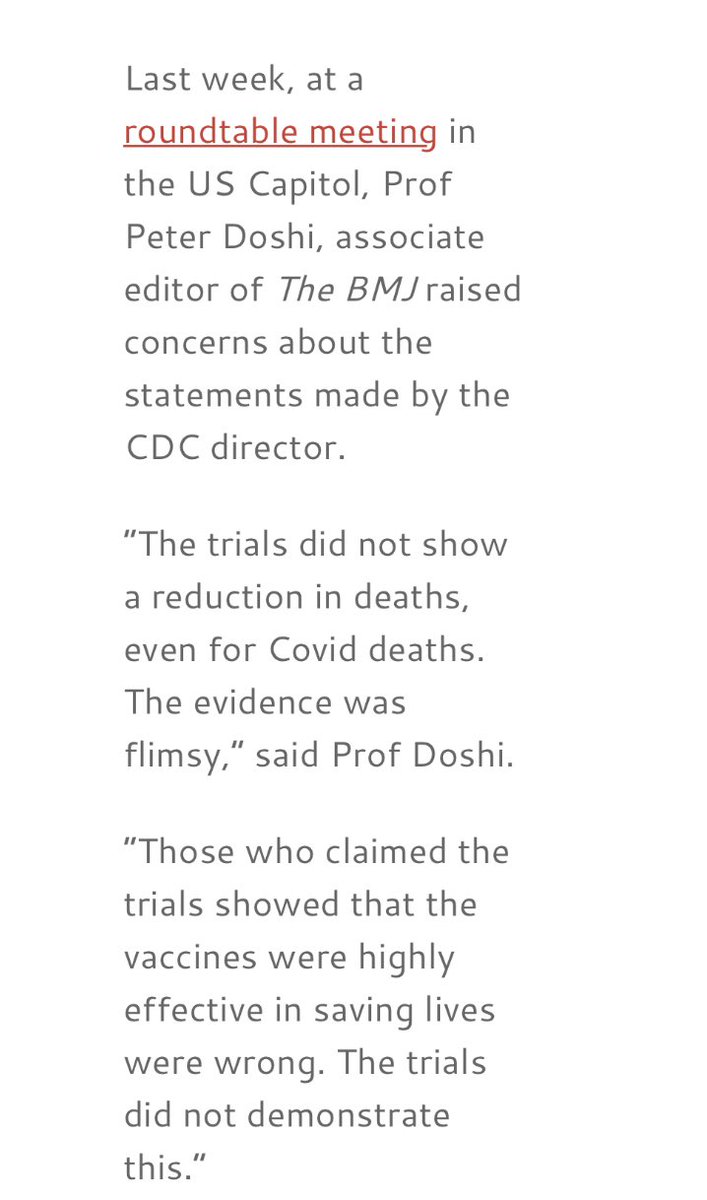 Last week, at a
roundtable meeting in
the US Capitol, Prof
Peter Doshi, associate
editor of The BMJ raised
concerns about the
statements made by the
CDC director.
"The trials did not show
a reduction in deaths,
even for Covid deaths.
The evidence was
flimsy," said Prof Doshi.
"Those who claimed the
trials showed that the
vaccines were highly
effective in saving lives
were wrong. The trials
did not demonstrate
this."